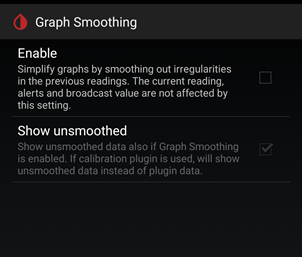 Graph Smoothing
Enable
Simplify graphs by smoothing out irregularities
in the previous readings. The current reading,
alerts and broadcast value are not affected by
this setting.
Show unsmoothed
Show unsmoothed data also if Graph Smoothing
is enabled. If calibration plugin is used, will show
unsmoothed data instead of plugin data.